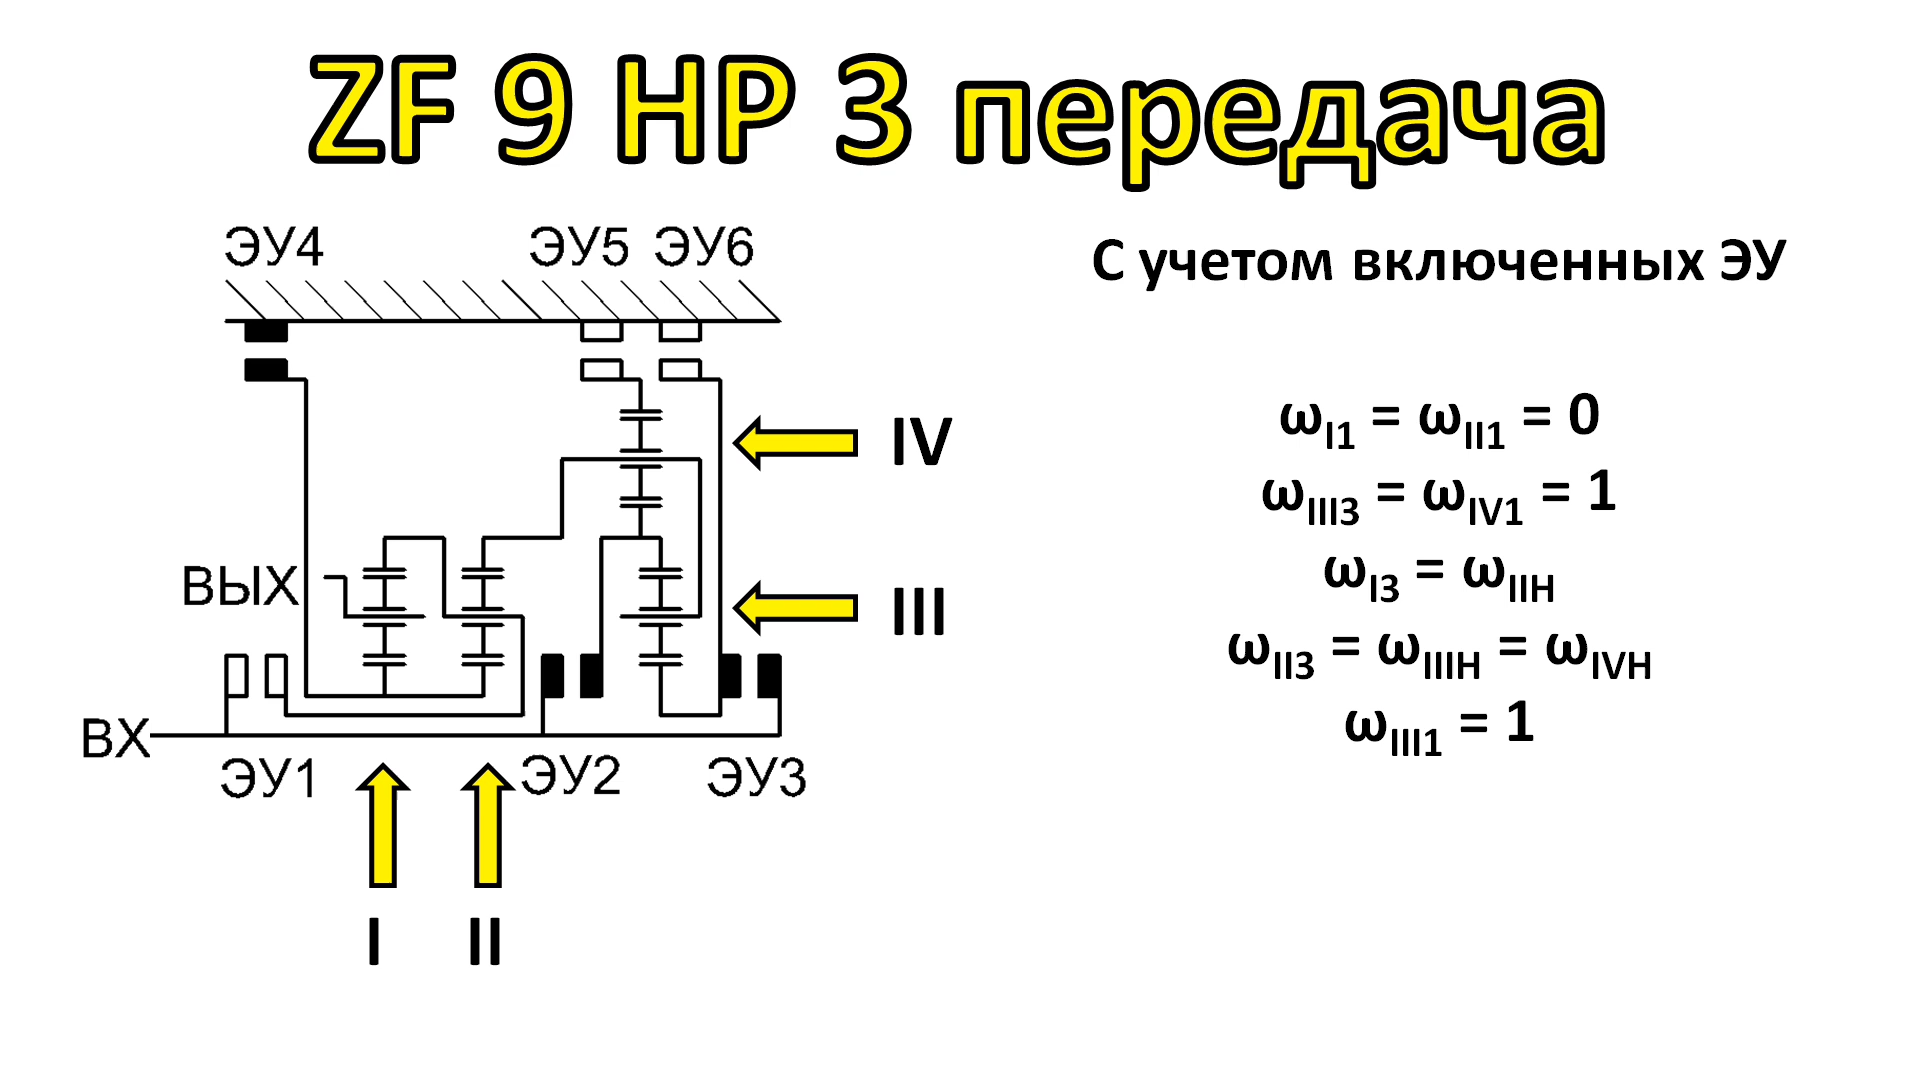 ZF 9 HP 3 передача
ЭУ4 ЭУ5 ЭУ6
С учетом включенных ЭУ
IV
ВЫХ
III
ВХ
ЭУ1 ЭУ2 ЭУ3
I II
ωI1 = ωII1 = 0
ωIII3 = ωIV1 = 1
ωI3 = ωIIH
ωII3 = ωIIIH = ωIVH
ωIII1 = 1